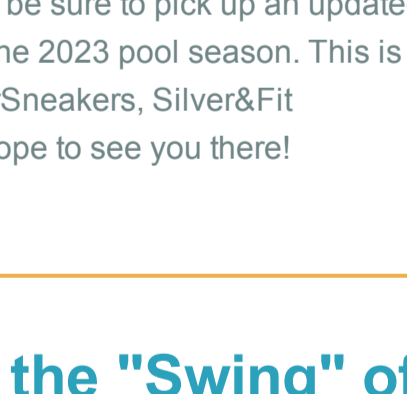 be sure to pick up an update
he 2023 pool season. This is
Sneakers, Silver&Fit
ope to see you there!
the "Swing" of